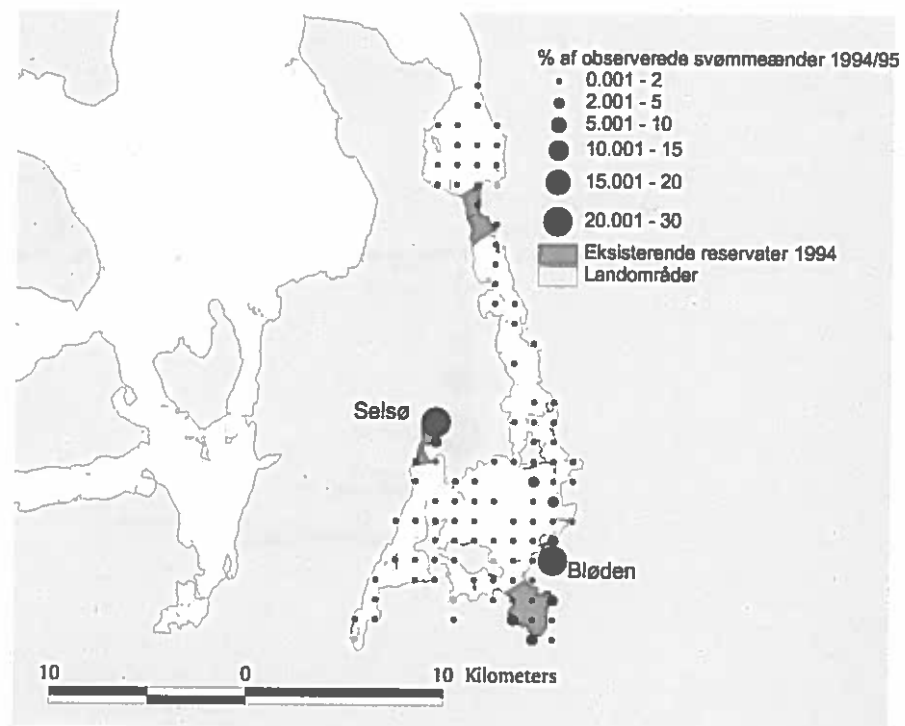 % af observerede svømmeænder 1994/95
0.001 - 2
2.001 - 5
5.001 - 10
10.001 - 15
15.001 - 20
20.001 - 30
Eksisterende reservater 1994
Landområder
Selsø
Bløden
10 0 10 Kilometers